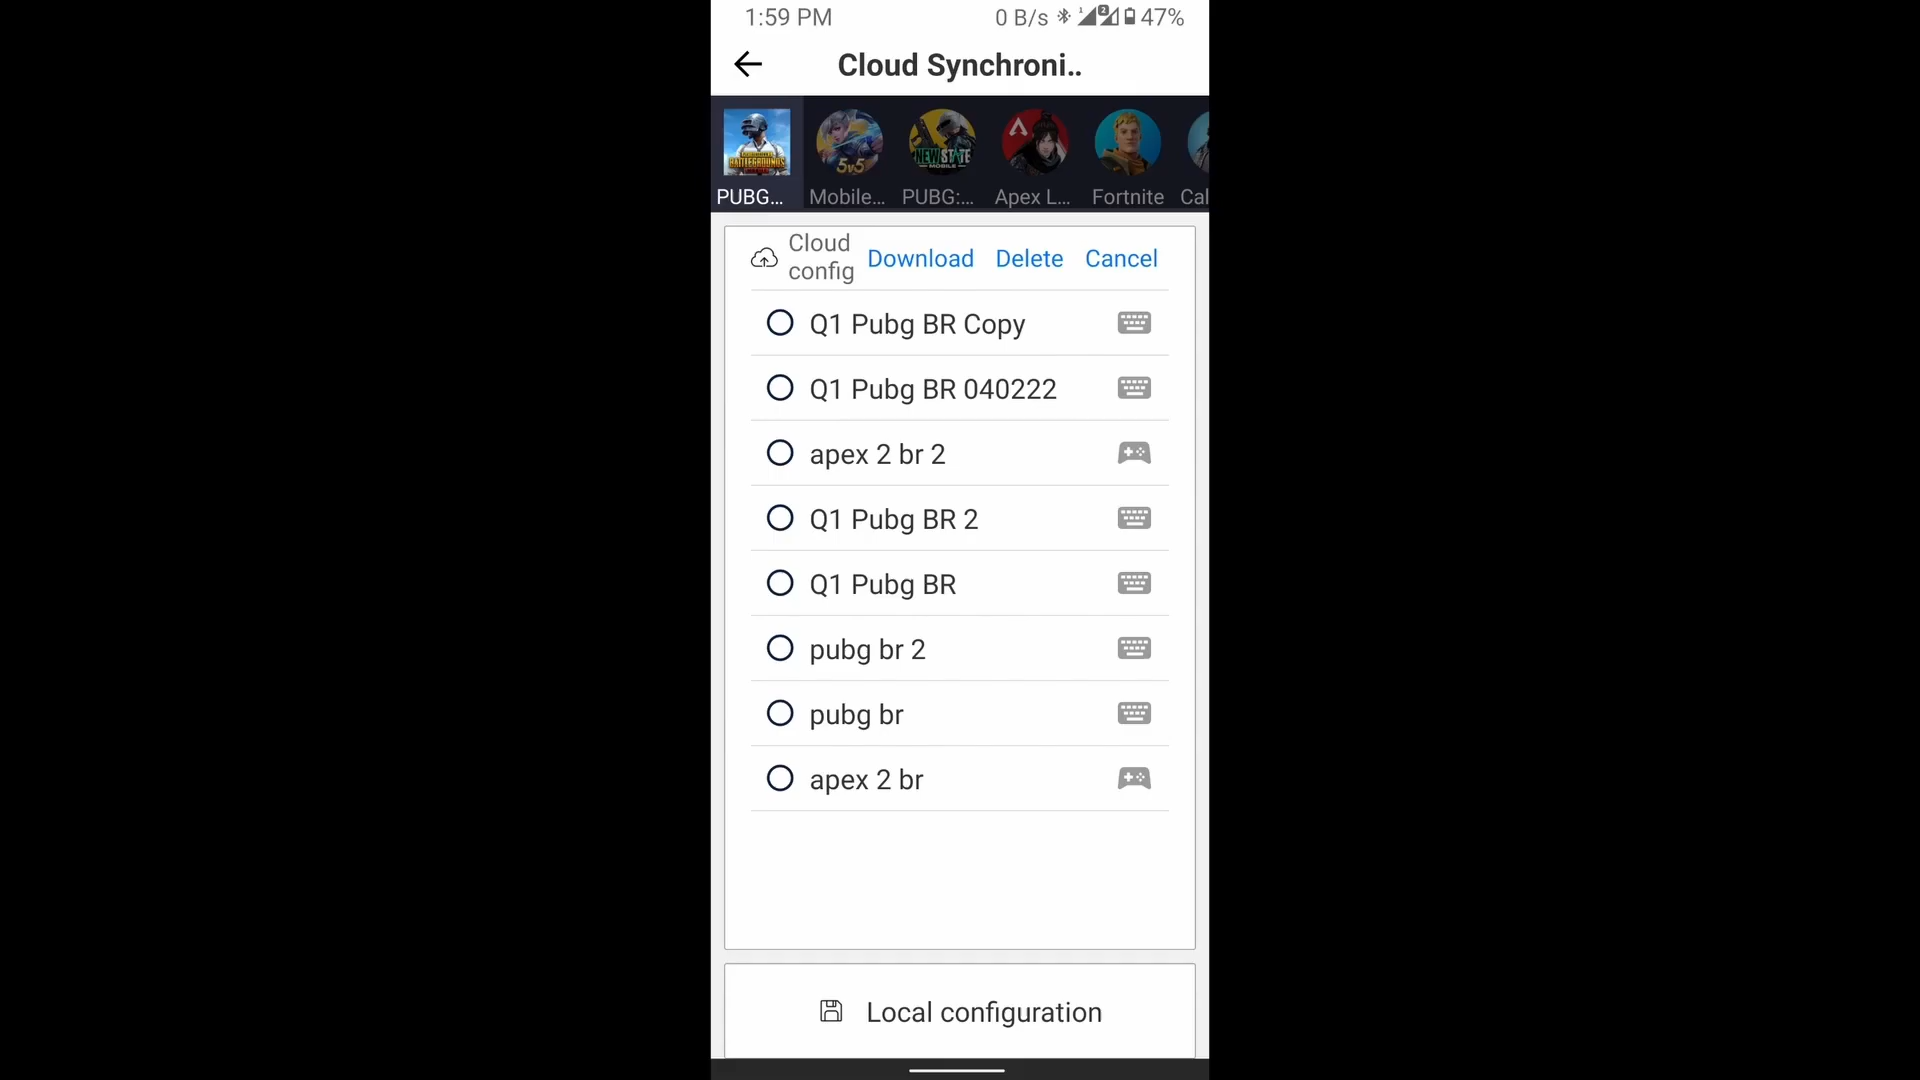 1:59 PM
0 B/s 47%
Cloud Synchroni..
PUBG... Mobile... PUBG:... Apex L... Fortnite Cal
Cloud config Download Delete Cancel
Q1 Pubg BR Copy
Q1 Pubg BR 040222
apex 2 br 2
Q1 Pubg BR 2
Q1 Pubg BR
pubg br 2
pubg br
apex 2 br
Local configuration